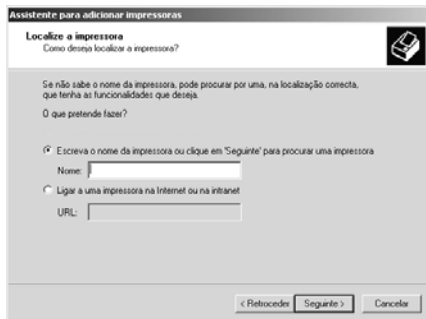 Assistente para adicionar impressoras
Localize a impressora
Como deseja localizar a impressora?
Se não sabe o nome da impressora, pode procurar por uma, na localização correcta,
que tenha as funcionalidades que deseja.
O que pretende fazer?
Escreva o nome da impressora ou clique em 'Seguinte' para procurar uma impressora
Nome:
Ligar a uma impressora na Internet ou na intranet
URL:
< Retroceder Seguinte > Cancelar